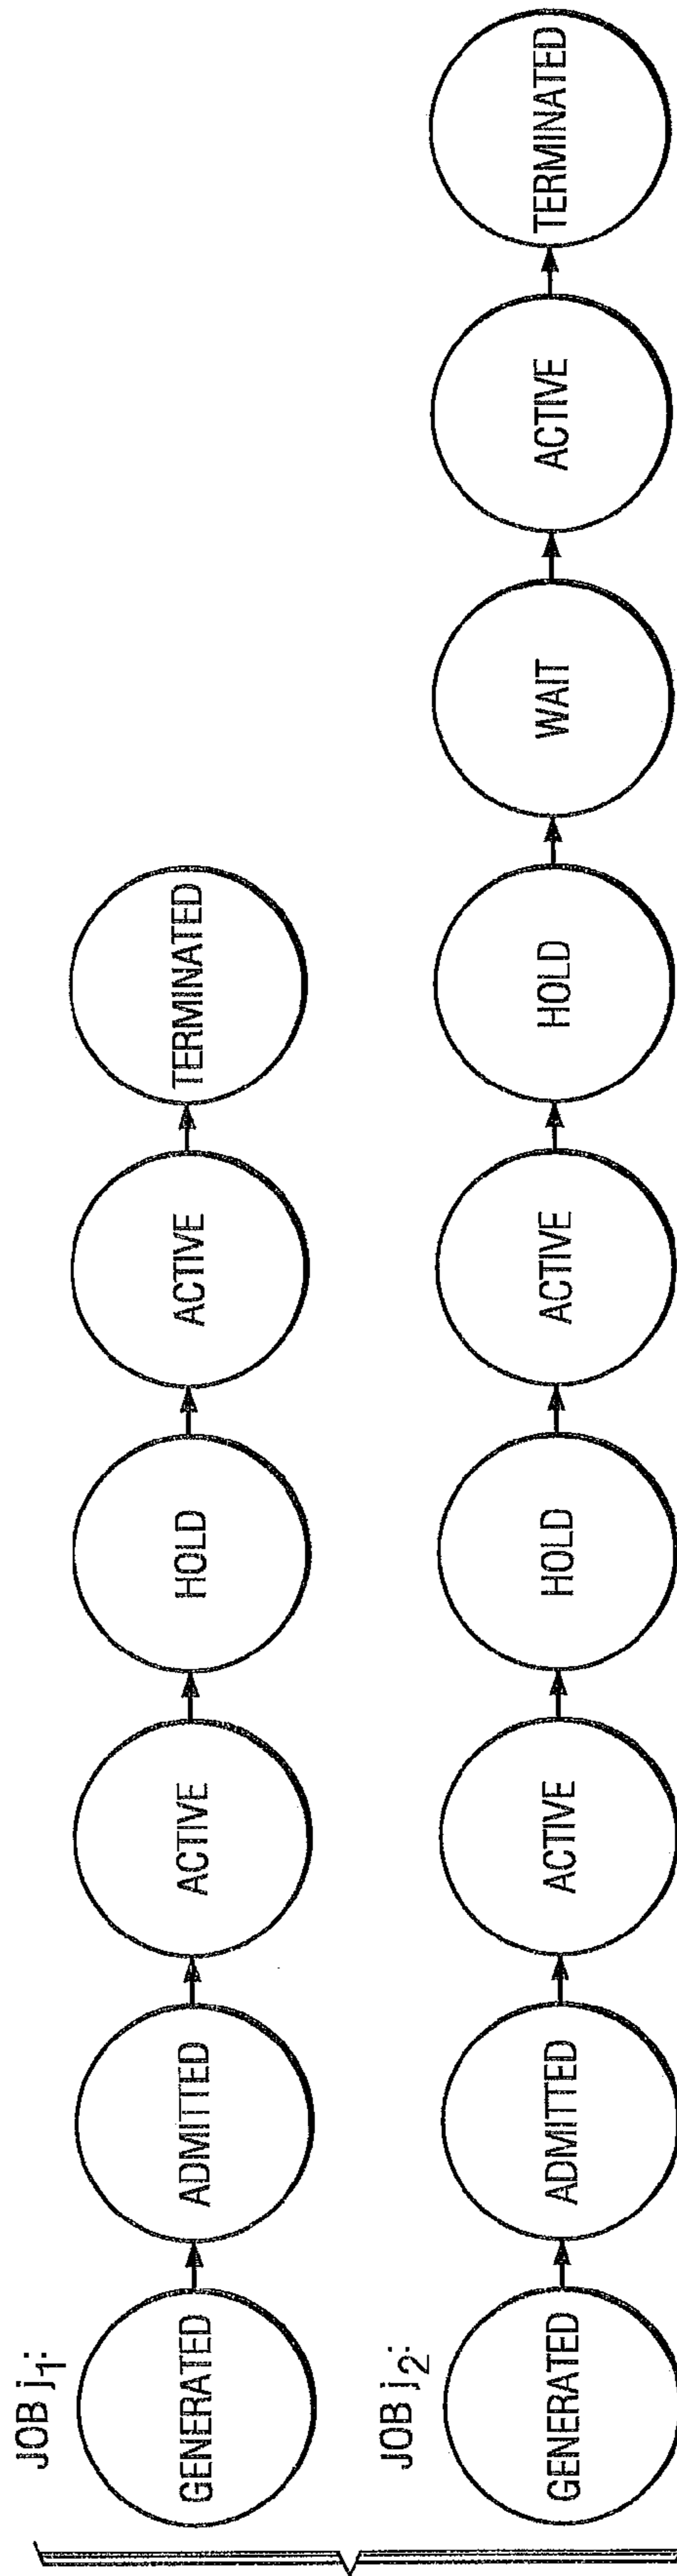 JOB j1:
GENERATED
ADMITTED
ACTIVE
HOLD
ACTIVE
TERMINATED
JOB j2:
GENERATED
ADMITTED
ACTIVE
HOLD
ACTIVE
HOLD
WAIT
ACTIVE
TERMINATED